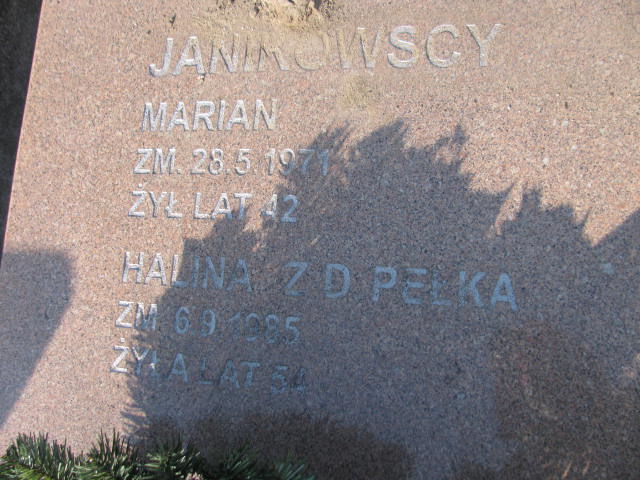 JANIKOWSCY
MARIAN
ZM. 28.5.1971
ŻYŁ LAT 42
HALINA Z D. PEŁKA
ZM. 6.9.1985
ŻYŁA LAT 54